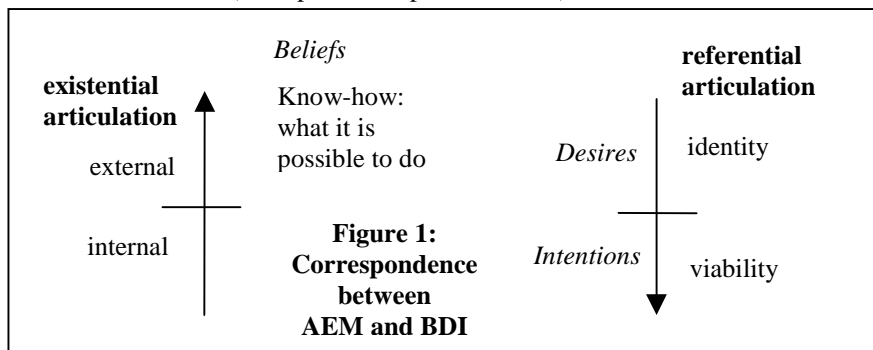 Beliefs
existential
articulation
external
internal
Know-how:
what it is
possible to do
Figure 1:
Correspondence
between
AEM and BDI
referential
articulation
Desires
identity
Intentions
viability